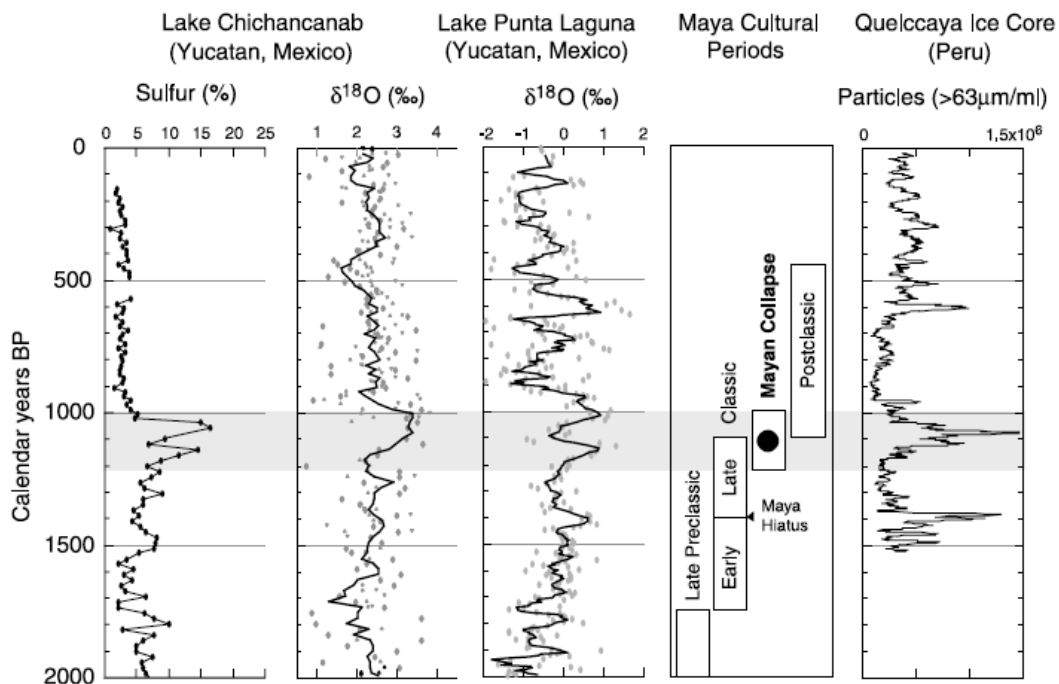 Lake Chichancanab
(Yucatan, Mexico)
Lake Punta Laguna
(Yucatan, Mexico)
Maya Cultural
Periods
Quelccaya Ice Core
(Peru)
Sulfur (%)
δ18O (‰)
δ18O (‰)
Particles (>63μm/ml)
0 5 10 15 20 25
1 2 3 4
-2 -1 0 1 2
0 1,5x10⁶
Calendar years BP
0
500
1000
1500
2000
Late Preclassic
Early
Late
Classic
Mayan Collapse
Postclassic
Maya
Hiatus